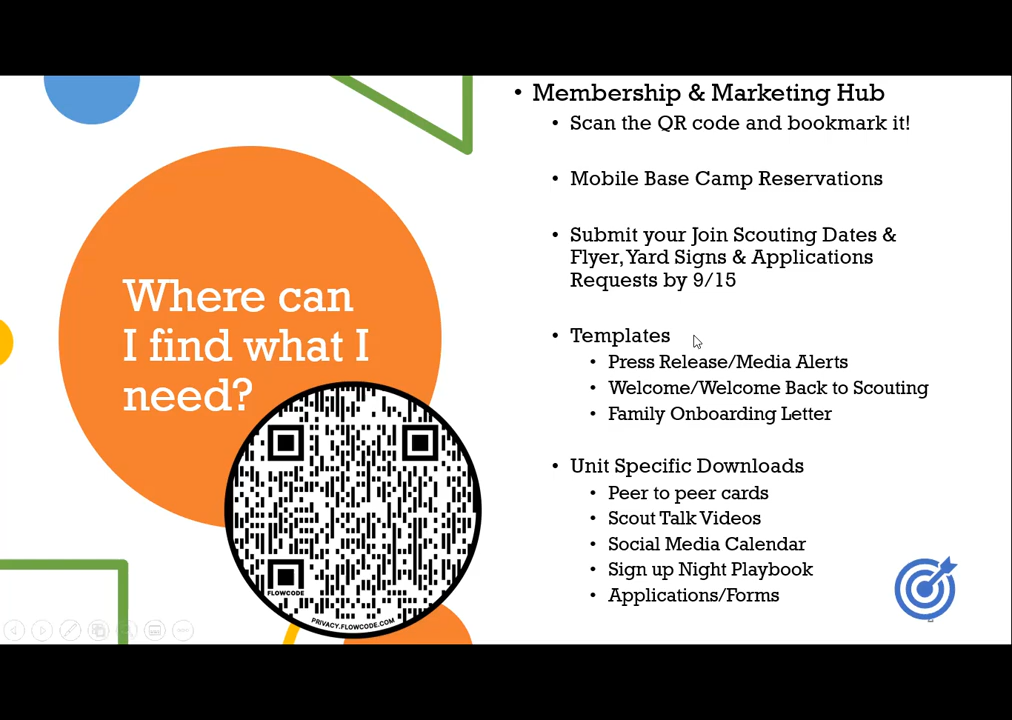 Where can
I find what I
need?
FLOWCODE
PRIVACY.FLOWCODE.COM
• Membership & Marketing Hub
• Scan the QR code and bookmark it!
• Mobile Base Camp Reservations
• Submit your Join Scouting Dates &
Flyer, Yard Signs & Applications
Requests by 9/15
• Templates
• Press Release/Media Alerts
• Welcome/Welcome Back to Scouting
• Family Onboarding Letter
• Unit Specific Downloads
• Peer to peer cards
• Scout Talk Videos
• Social Media Calendar
• Sign up Night Playbook
• Applications/Forms